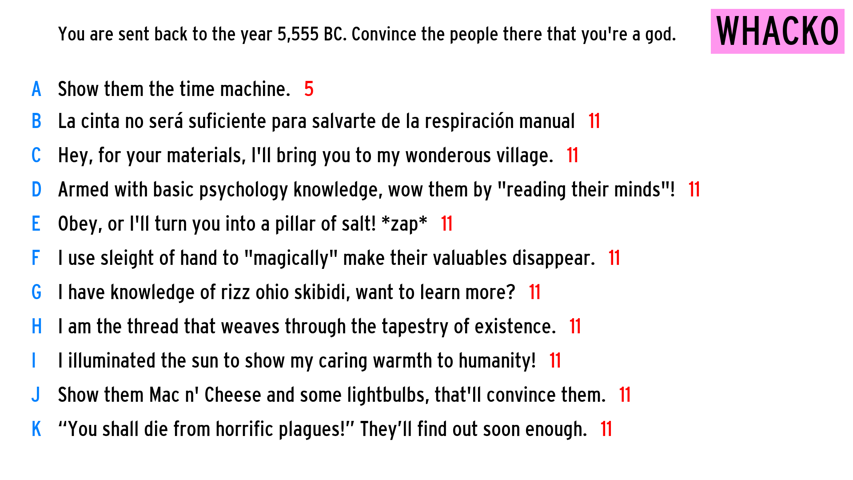 You are sent back to the year 5,555 BC. Convince the people there that you're a god.
WHACKO
A Show them the time machine. 5
B La cinta no será suficiente para salvarte de la respiración manual 11
C Hey, for your materials, I'll bring you to my wonderous village. 11
D Armed with basic psychology knowledge, wow them by "reading their minds"! 11
E Obey, or I'll turn you into a pillar of salt! *zap* 11
F I use sleight of hand to "magically" make their valuables disappear. 11
G I have knowledge of rizz ohio skibidi, want to learn more? 11
H I am the thread that weaves through the tapestry of existence. 11
I I illuminated the sun to show my caring warmth to humanity! 11
J Show them Mac n' Cheese and some lightbulbs, that'll convince them. 11
K “You shall die from horrific plagues!” They’ll find out soon enough. 11